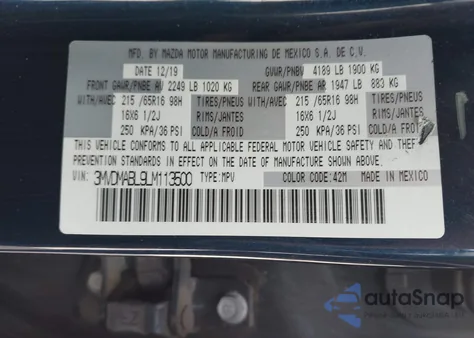 MFD. BY MAZDA MOTOR MANUFACTURING DE MEXICO S.A. DE C.V.
DATE 12/19 GVWR/PNBV 4189 LB 1900 KG
FRONT GAWR/PNBE AV 2249 LB 1020 KG REAR GAWR/PNBE AR 1947 LB 883 KG
WITH/AVEC 215 /65R16 98H TIRES/PNEUS WITH/AVEC 215 /65R16 98H TIRES/PNEUS
16X6 1/2J RIMS/JANTES 16X6 1/2J RIMS/JANTES
250 KPA/36 PSI COLD/A FROID 250 KPA/36 PSI COLD/A FROID
THIS VEHICLE CONFORMS TO ALL APPLICABLE FEDERAL MOTOR VEHICLE SAFETY AND THEFT
PREVENTION STANDARDS IN EFFECT ON THE DATE OF MANUFACTURE SHOWN ABOVE.
VIN: 3MVDMABL9LM113500 TYPE: MPV COLOR CODE: 42M MADE IN MEXICO
autoSnap